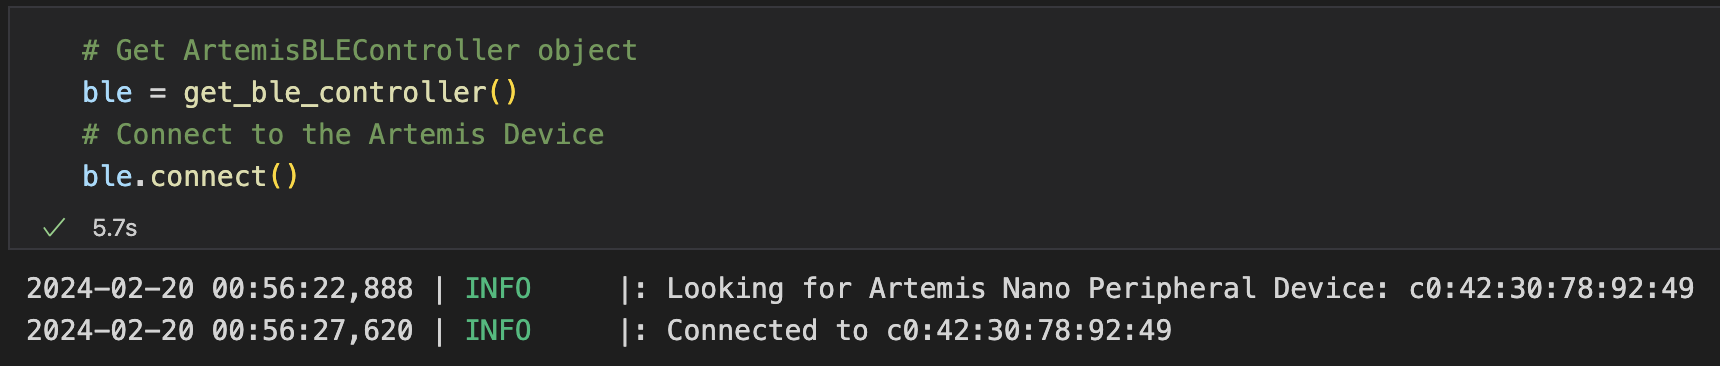 # Get ArtemisBLEController object
ble = get_ble_controller()
# Connect to the Artemis Device
ble.connect()
✓ 5.7s
2024-02-20 00:56:22,888 | INFO     |: Looking for Artemis Nano Peripheral Device: c0:42:30:78:92:49
2024-02-20 00:56:27,620 | INFO     |: Connected to c0:42:30:78:92:49